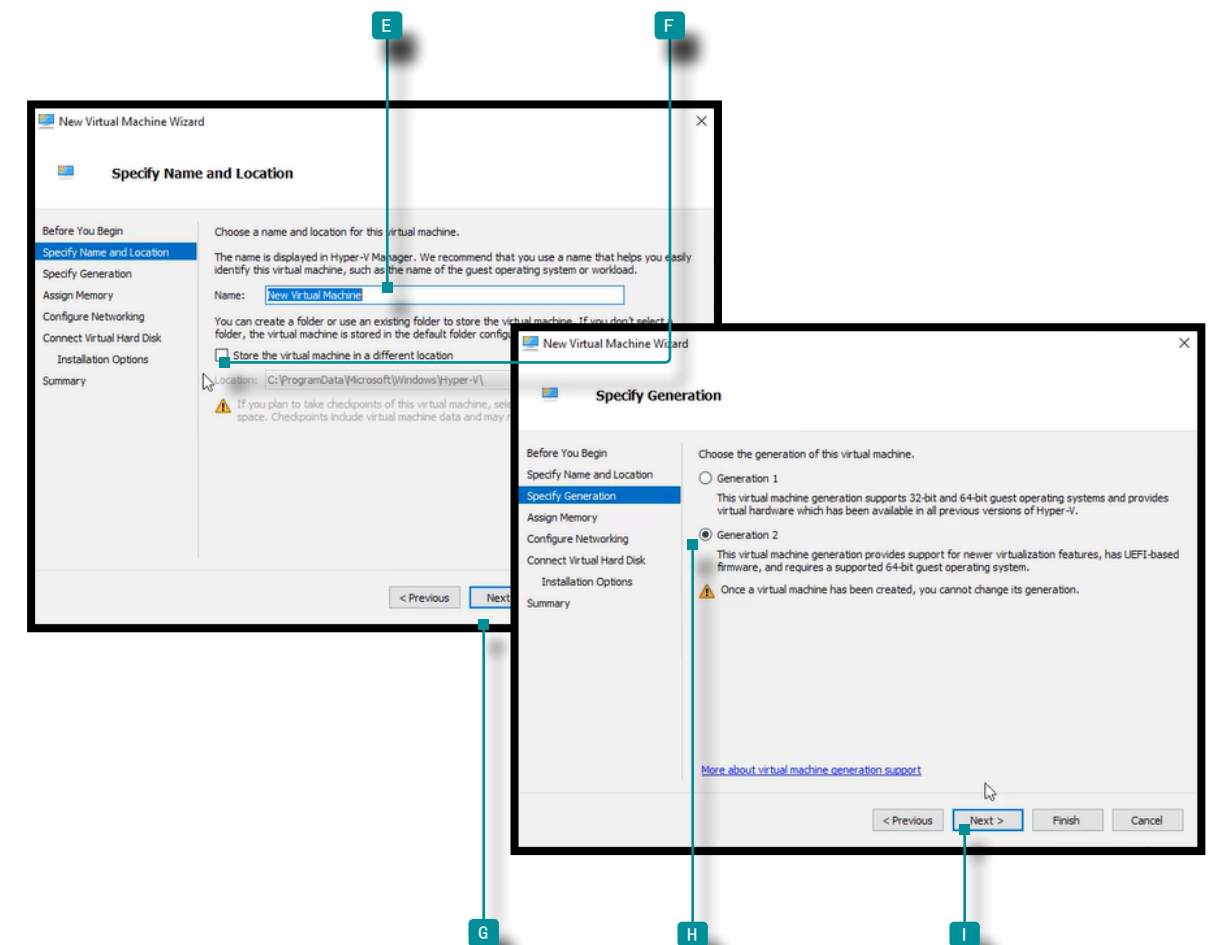 E
F
New Virtual Machine Wizard
Specify Name and Location
Before You Begin
Specify Name and Location
Specify Generation
Assign Memory
Configure Networking
Connect Virtual Hard Disk
Installation Options
Summary
Choose a name and location for this virtual machine.
The name is displayed in Hyper-V Manager. We recommend that you use a name that helps you easily
identify this virtual machine, such as the name of the guest operating system or workload.
Name: New Virtual Machine
You can create a folder or use an existing folder to store the virtual machine. If you don't select a
folder, the virtual machine is stored in the default folder
Store the virtual machine in a different location
Location: C:\ProgramData\Microsoft\Windows\Hyper-V\
If you plan to take checkpoints of this virtual machine,
space. Checkpoints include virtual machine data and may
< Previous
Next
New Virtual Machine Wizard
Specify Generation
Before You Begin
Specify Name and Location
Specify Generation
Assign Memory
Configure Networking
Connect Virtual Hard Disk
Installation Options
Summary
Choose the generation of this virtual machine.
Generation 1
This virtual machine generation supports 32-bit and 64-bit guest operating systems and provides
virtual hardware which has been available in all previous versions of Hyper-V.
Generation 2
This virtual machine generation provides support for newer virtualization features, has UEFI-based
firmware, and requires a supported 64-bit guest operating system.
Once a virtual machine has been created, you cannot change its generation.
More about virtual machine generation support
< Previous
Next >
Finish
Cancel
G
H
I